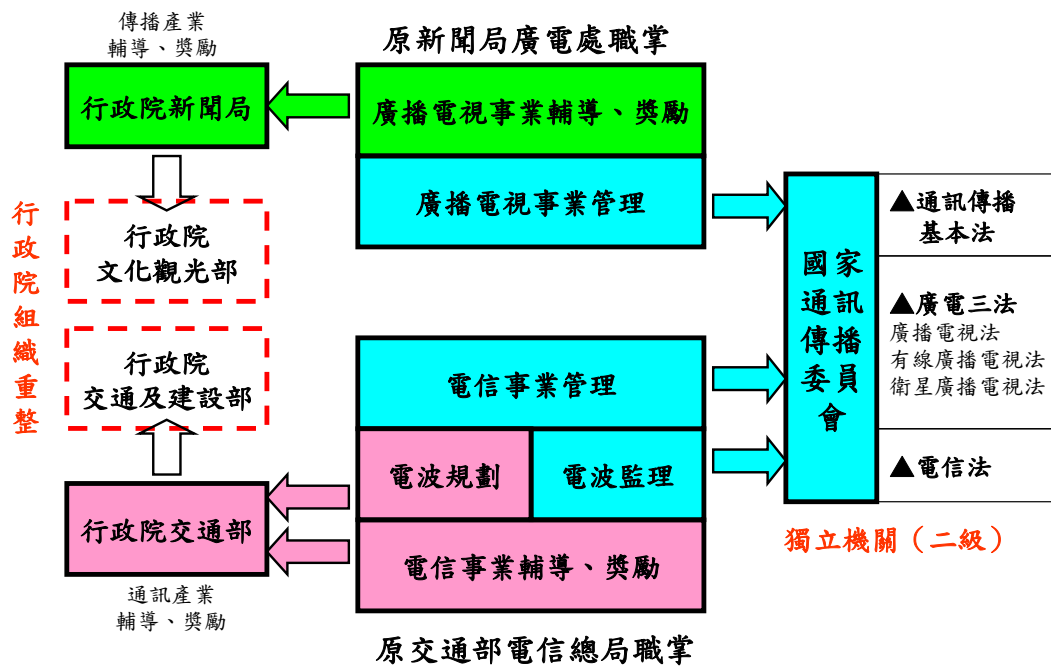 傳播產業
輔導、獎勵
行政院新聞局
行政院組織重整
行政院
文化觀光部
行政院
交通及建設部
行政院交通部
通訊產業
輔導、獎勵
原新聞局廣電處職掌
廣播電視事業輔導、獎勵
廣播電視事業管理
電信事業管理
電波規劃
電波監理
電信事業輔導、獎勵
原交通部電信總局職掌
國家
通訊
傳播
委員
會
▲通訊傳播
基本法
▲廣電三法
廣播電視法
有線廣播電視法
衛星廣播電視法
▲電信法
獨立機關（二級）